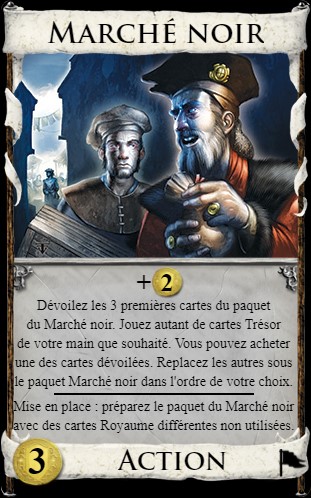 MARCHÉ NOIR
+2
Dévoilez les 3 premières cartes du paquet
du Marché noir. Jouez autant de cartes Trésor
de votre main que souhaité. Vous pouvez acheter
une des cartes dévoilées. Replacez les autres sous
le paquet Marché noir dans l'ordre de votre choix.
Mise en place : préparez le paquet du Marché noir
avec des cartes Royaume différentes non utilisées.
3 ACTION